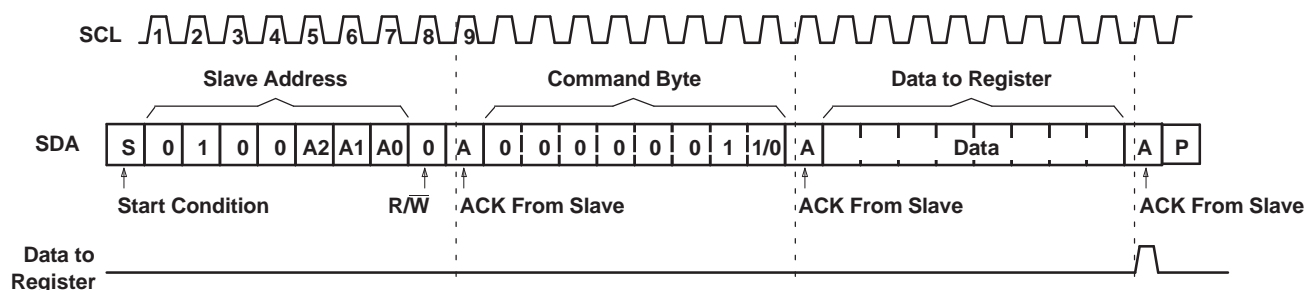 SCL 1 2 3 4 5 6 7 8 9
Slave Address Command Byte Data to Register
SDA S 0 1 0 0 A2 A1 A0 0 A 0 0 0 0 0 0 1 1/0 A Data A P
Start Condition R/W̅ ACK From Slave ACK From Slave ACK From Slave
Data to
Register